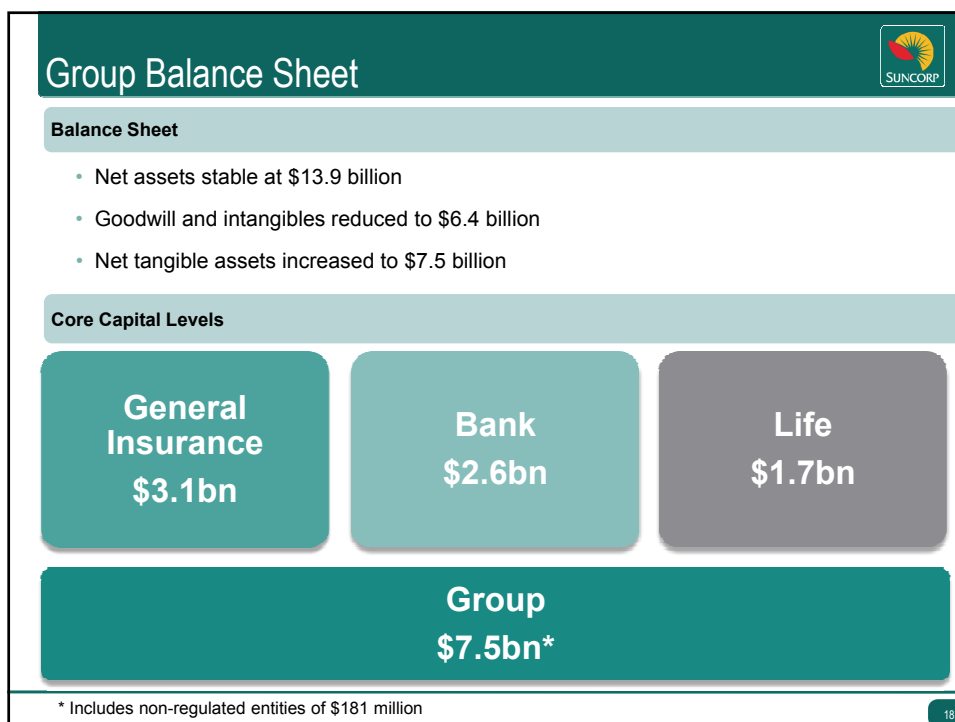 Group Balance Sheet
SUNCORP
Balance Sheet
• Net assets stable at $13.9 billion
• Goodwill and intangibles reduced to $6.4 billion
• Net tangible assets increased to $7.5 billion
Core Capital Levels
General
Insurance
$3.1bn
Bank
$2.6bn
Life
$1.7bn
Group
$7.5bn*
* Includes non-regulated entities of $181 million
18